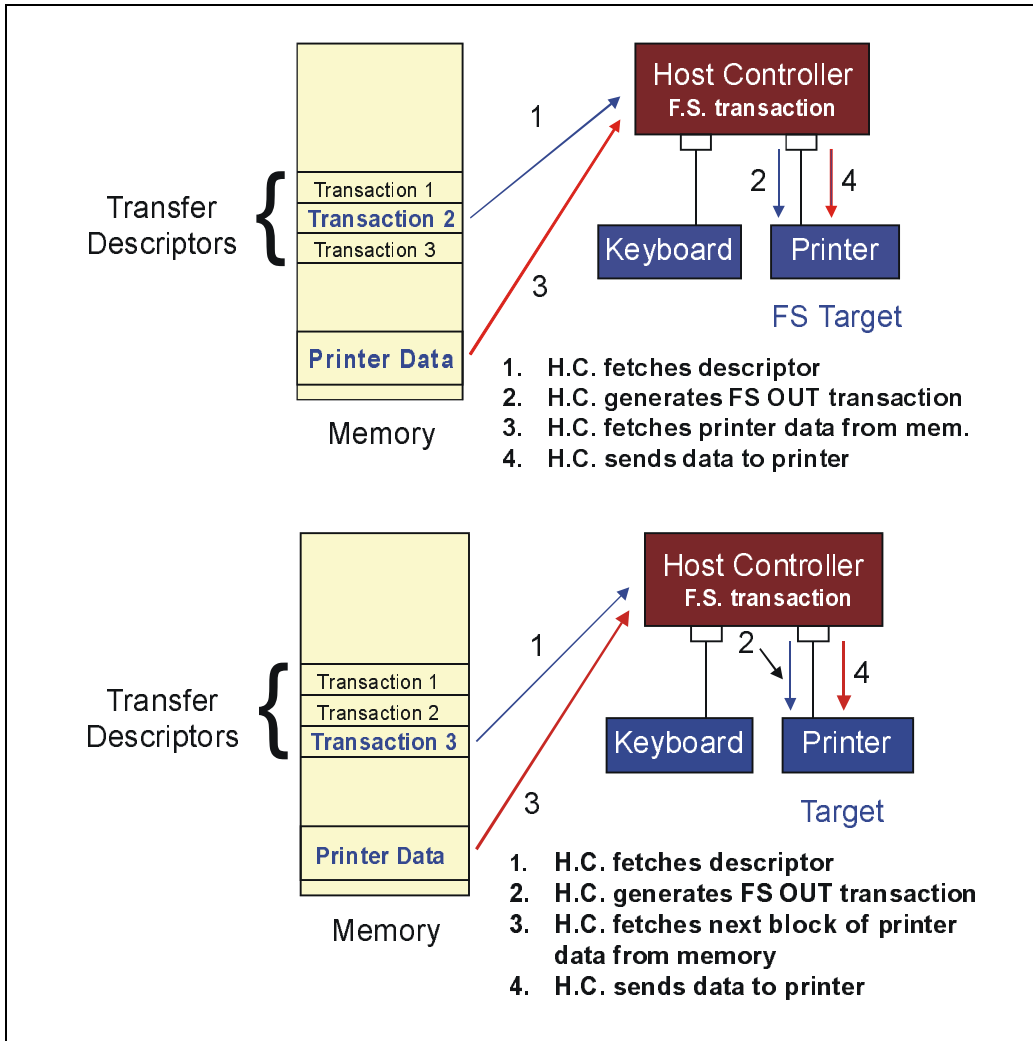 Host Controller
F.S. transaction
1
Transaction 1
Transaction 2
Transaction 3
Transfer
Descriptors
{
2
4
Keyboard
Printer
3
FS Target
Printer Data
Memory
1. H.C. fetches descriptor
2. H.C. generates FS OUT transaction
3. H.C. fetches printer data from mem.
4. H.C. sends data to printer
Host Controller
F.S. transaction
1
2
4
Transaction 1
Transaction 2
Transaction 3
Transfer
Descriptors
{
Keyboard
Printer
3
Target
Printer Data
Memory
1. H.C. fetches descriptor
2. H.C. generates FS OUT transaction
3. H.C. fetches next block of printer
data from memory
4. H.C. sends data to printer